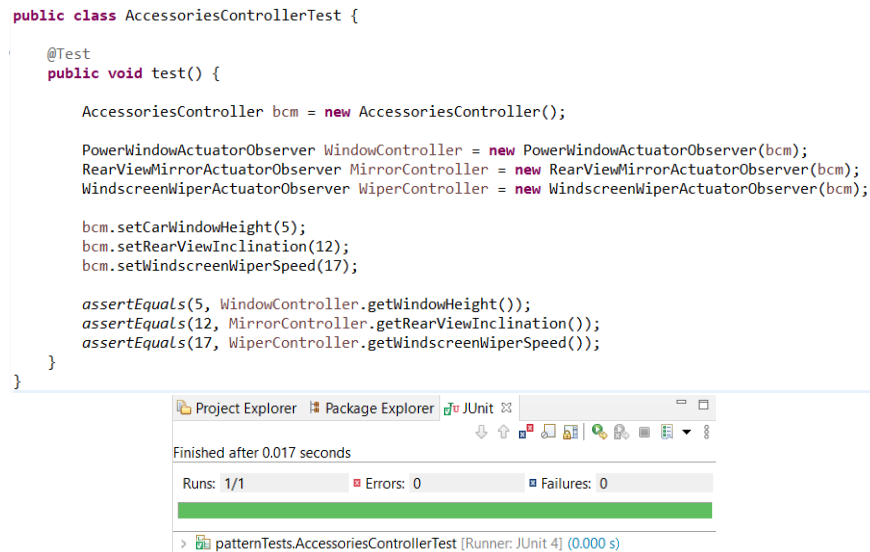 public class AccessoriesControllerTest {
@Test
public void test() {
AccessoriesController bcm = new AccessoriesController();
PowerWindowActuatorObserver WindowController = new PowerWindowActuatorObserver(bcm);
RearViewMirrorActuatorObserver MirrorController = new RearViewMirrorActuatorObserver(bcm);
WindscreenWiperActuatorObserver WiperController = new WindscreenWiperActuatorObserver(bcm);
bcm.setCarWindowHeight(5);
bcm.setRearViewInclination(12);
bcm.setWindscreenWiperSpeed(17);
assertEquals(5, WindowController.getWindowHeight());
assertEquals(12, MirrorController.getRearViewInclination());
assertEquals(17, WiperController.getWindscreenWiperSpeed());
}
}
Project Explorer Package Explorer JUnit
Finished after 0.017 seconds
Runs: 1/1 Errors: 0 Failures: 0
patternTests.AccessoriesControllerTest [Runner: JUnit 4] (0.000 s)